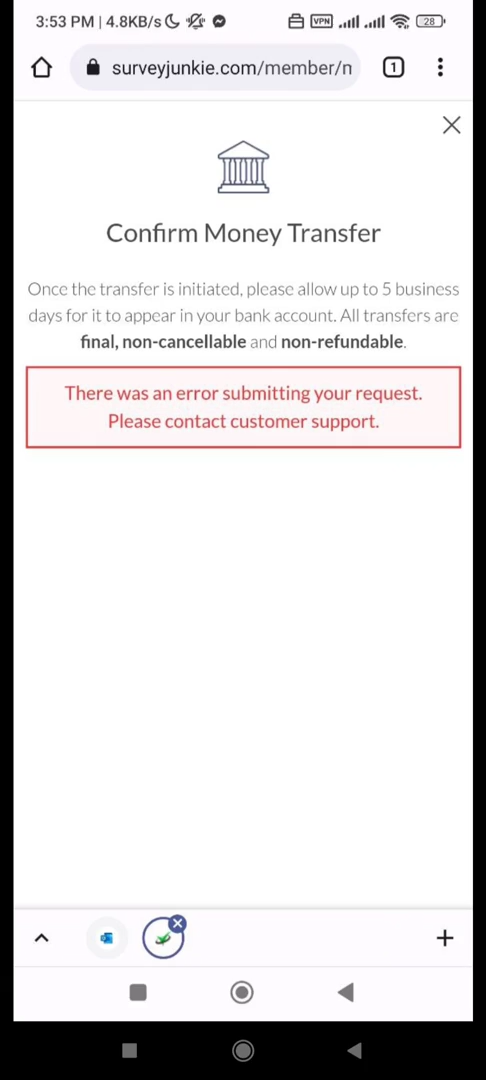 3:53 PM | 4.8KB/s VPN 28
surveyjunkie.com/member/n 1
Confirm Money Transfer
Once the transfer is initiated, please allow up to 5 business
days for it to appear in your bank account. All transfers are
final, non-cancellable and non-refundable.
There was an error submitting your request.
Please contact customer support.